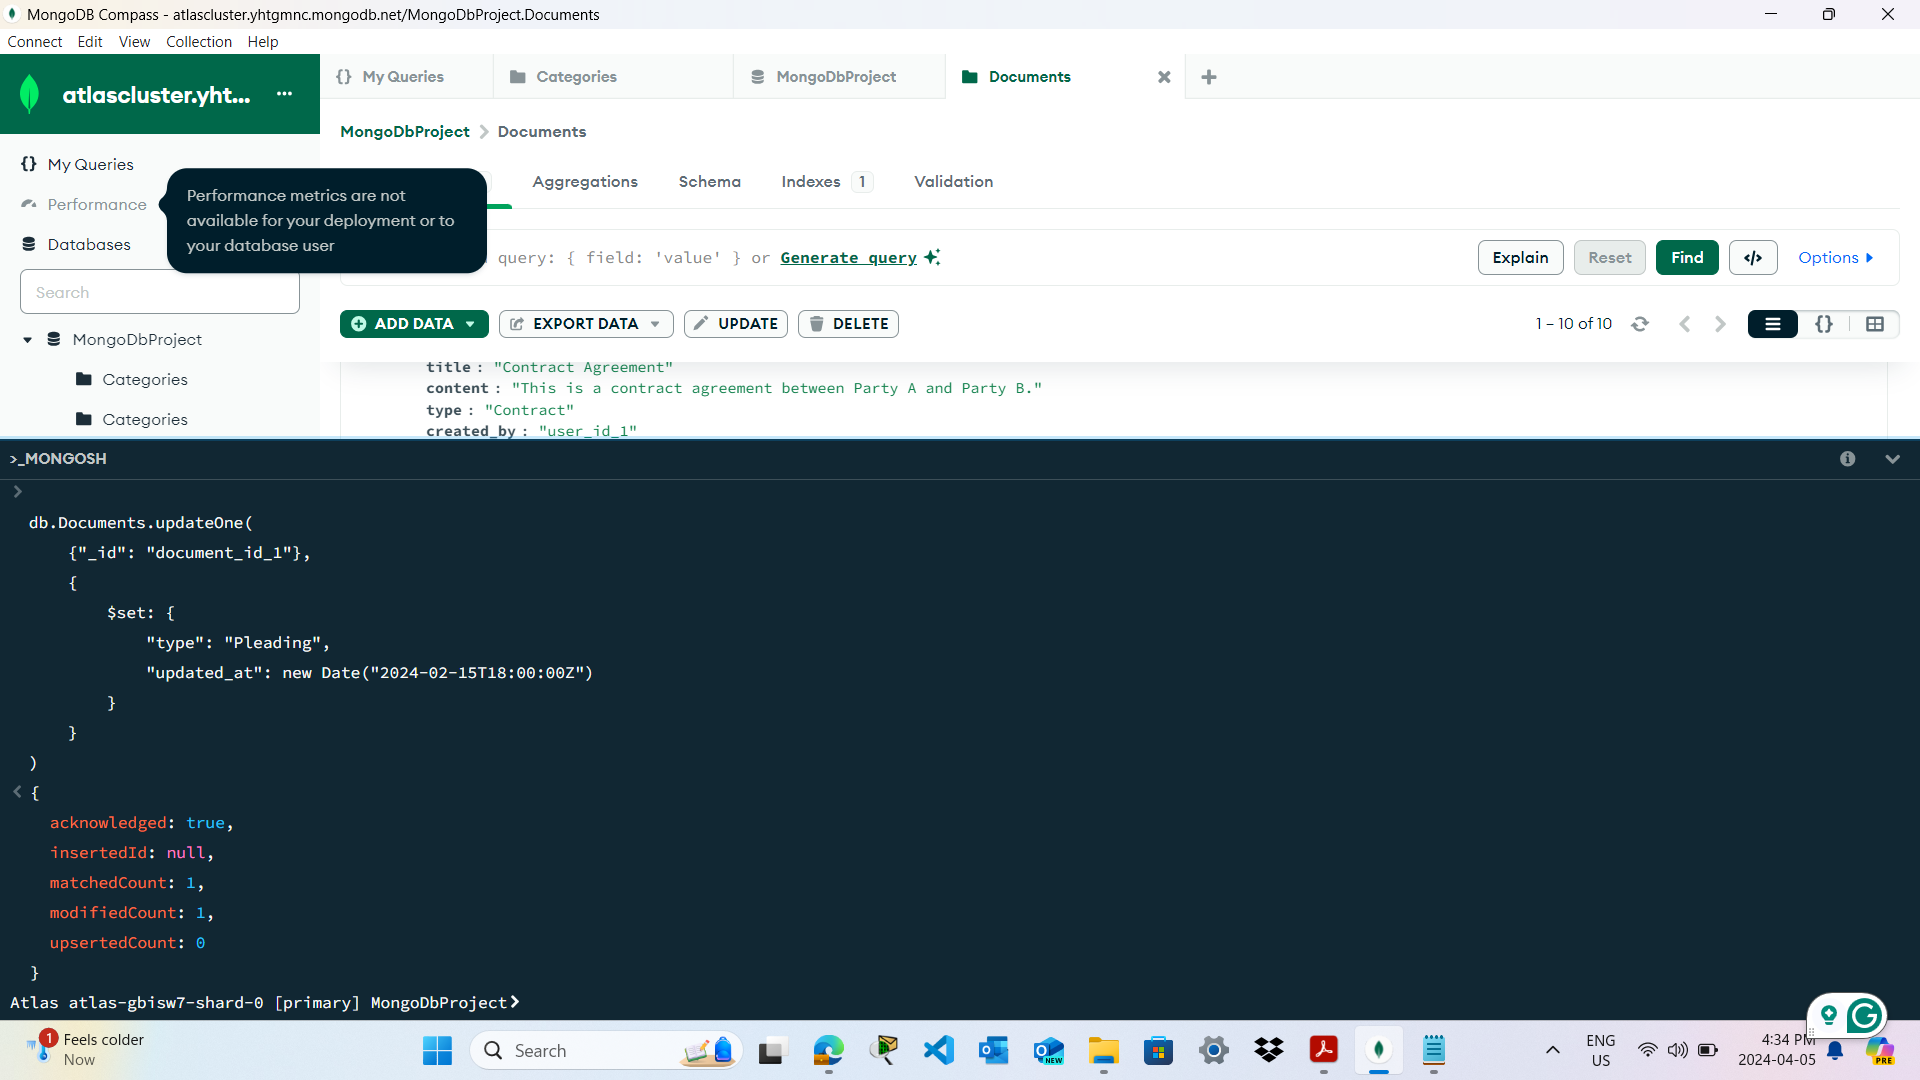 MongoDB Compass - atlascluster.yhtgmnc.mongodb.net/MongoDbProject.Documents
Connect Edit View Collection Help
atlascluster.yht... ...
{} My Queries
Categories
MongoDbProject
Documents
MongoDbProject > Documents
My Queries
Performance
Databases
Search
MongoDbProject
Categories
Categories
Performance metrics are not
available for your deployment or to
your database user
Aggregations Schema Indexes 1 Validation
query: { field: 'value' } or Generate query
Explain Reset Find </> Options
ADD DATA EXPORT DATA UPDATE DELETE
1 – 10 of 10
{}
title : "Contract Agreement"
content : "This is a contract agreement between Party A and Party B."
type : "Contract"
created_by : "user_id_1"
>_MONGOSH
>
db.Documents.updateOne(
{"_id": "document_id_1"},
{
$set: {
"type": "Pleading",
"updated_at": new Date("2024-02-15T18:00:00Z")
}
}
)
< {
acknowledged: true,
insertedId: null,
matchedCount: 1,
modifiedCount: 1,
upsertedCount: 0
}
Atlas atlas-gbisw7-shard-0 [primary] MongoDbProject>
1
Feels colder
Now
Search
NEW
ENG
US
4:34 PM
2024-04-05
PRE